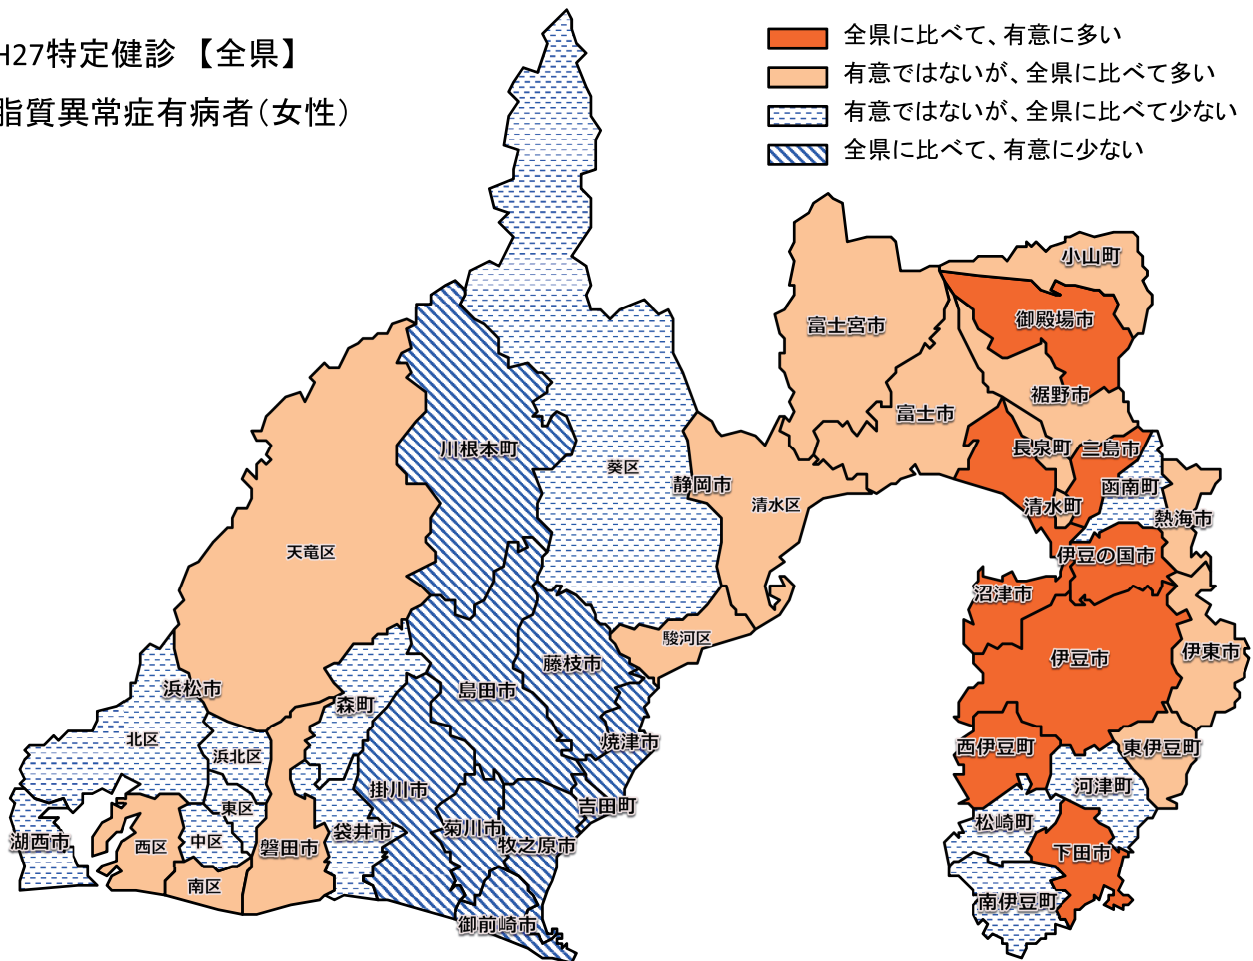 H27特定健診 【全県】
脂質異常症有病者（女性）
全県に比べて、有意に多い
有意ではないが、全県に比べて多い
有意ではないが、全県に比べて少ない
全県に比べて、有意に少ない
小山町
御殿場市
富士宮市
裾野市
富士市
川根本町
長泉町
三島市
葵区
静岡市
函南町
清水区
清水町
熱海市
天竜区
伊豆の国市
沼津市
駿河区
伊東市
藤枝市
伊豆市
浜松市
島田市
森町
北区
焼津市
西伊豆町
東伊豆町
浜北区
掛川市
河津町
東区
吉田町
湖西市
中区
袋井市
菊川市
松崎町
西区
磐田市
牧之原市
下田市
南区
南伊豆町
御前崎市